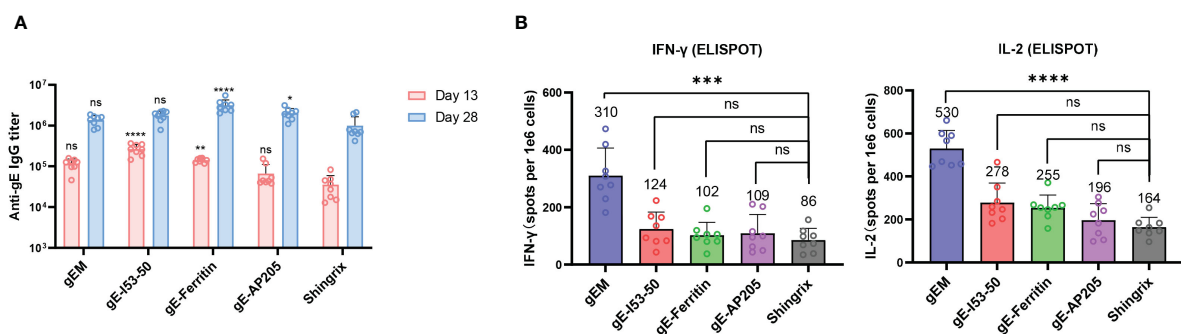 A
Anti-gE IgG titer
10⁷
10⁶
10⁵
10⁴
10³
ns
ns
****
ns
****
**
*
ns
Day 13
Day 28
gEM
gE-I53-50
gE-Ferritin
gE-AP205
Shingrix
B
IFN-γ (ELISPOT)
IFN-γ (spots per 1e6 cells)
600
400
200
0
***
ns
ns
ns
310
124
102
109
86
gEM
gE-I53-50
gE-Ferritin
gE-AP205
Shingrix
IL-2 (ELISPOT)
IL-2 (spots per 1e6 cells)
800
600
400
200
0
****
ns
ns
ns
530
278
255
196
164
gEM
gE-I53-50
gE-Ferritin
gE-AP205
Shingrix